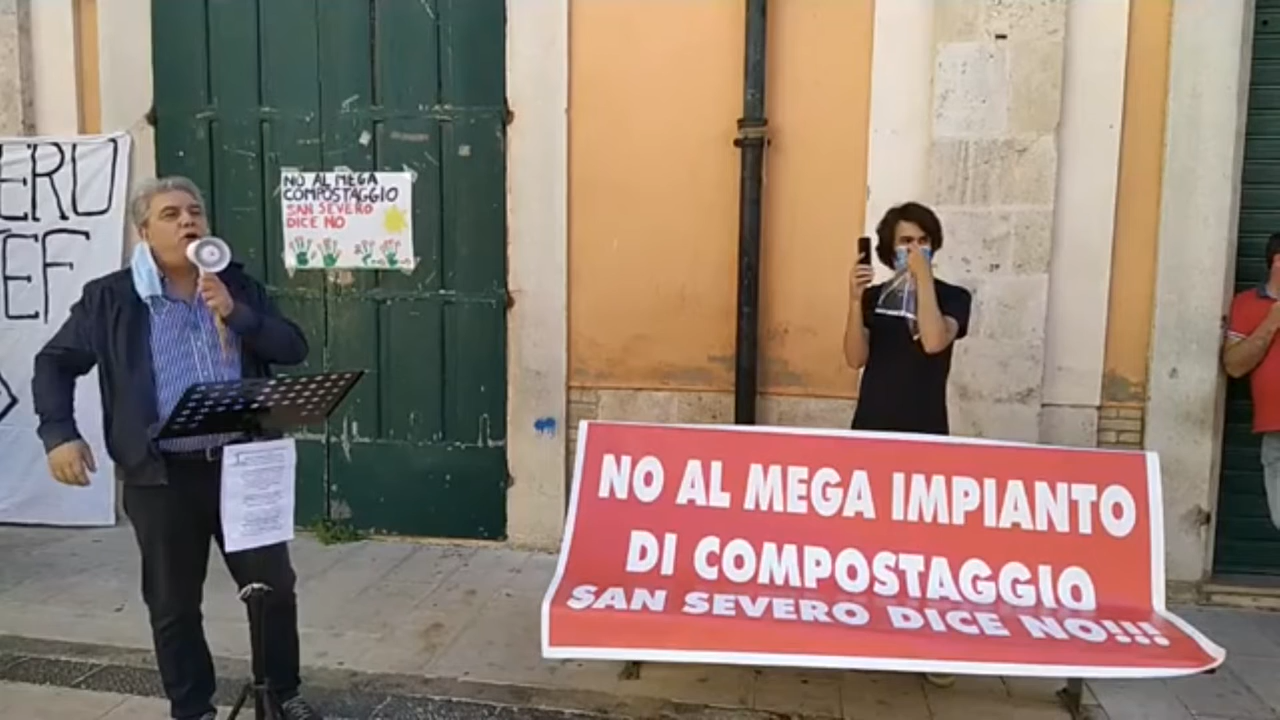 ERO
EF
NO AL MEGA
COMPOSTAGGIO
SAN SEVERO
DICE NO
NO AL MEGA IMPIANTO
DI COMPOSTAGGIO
SAN SEVERO DICE NO!!!